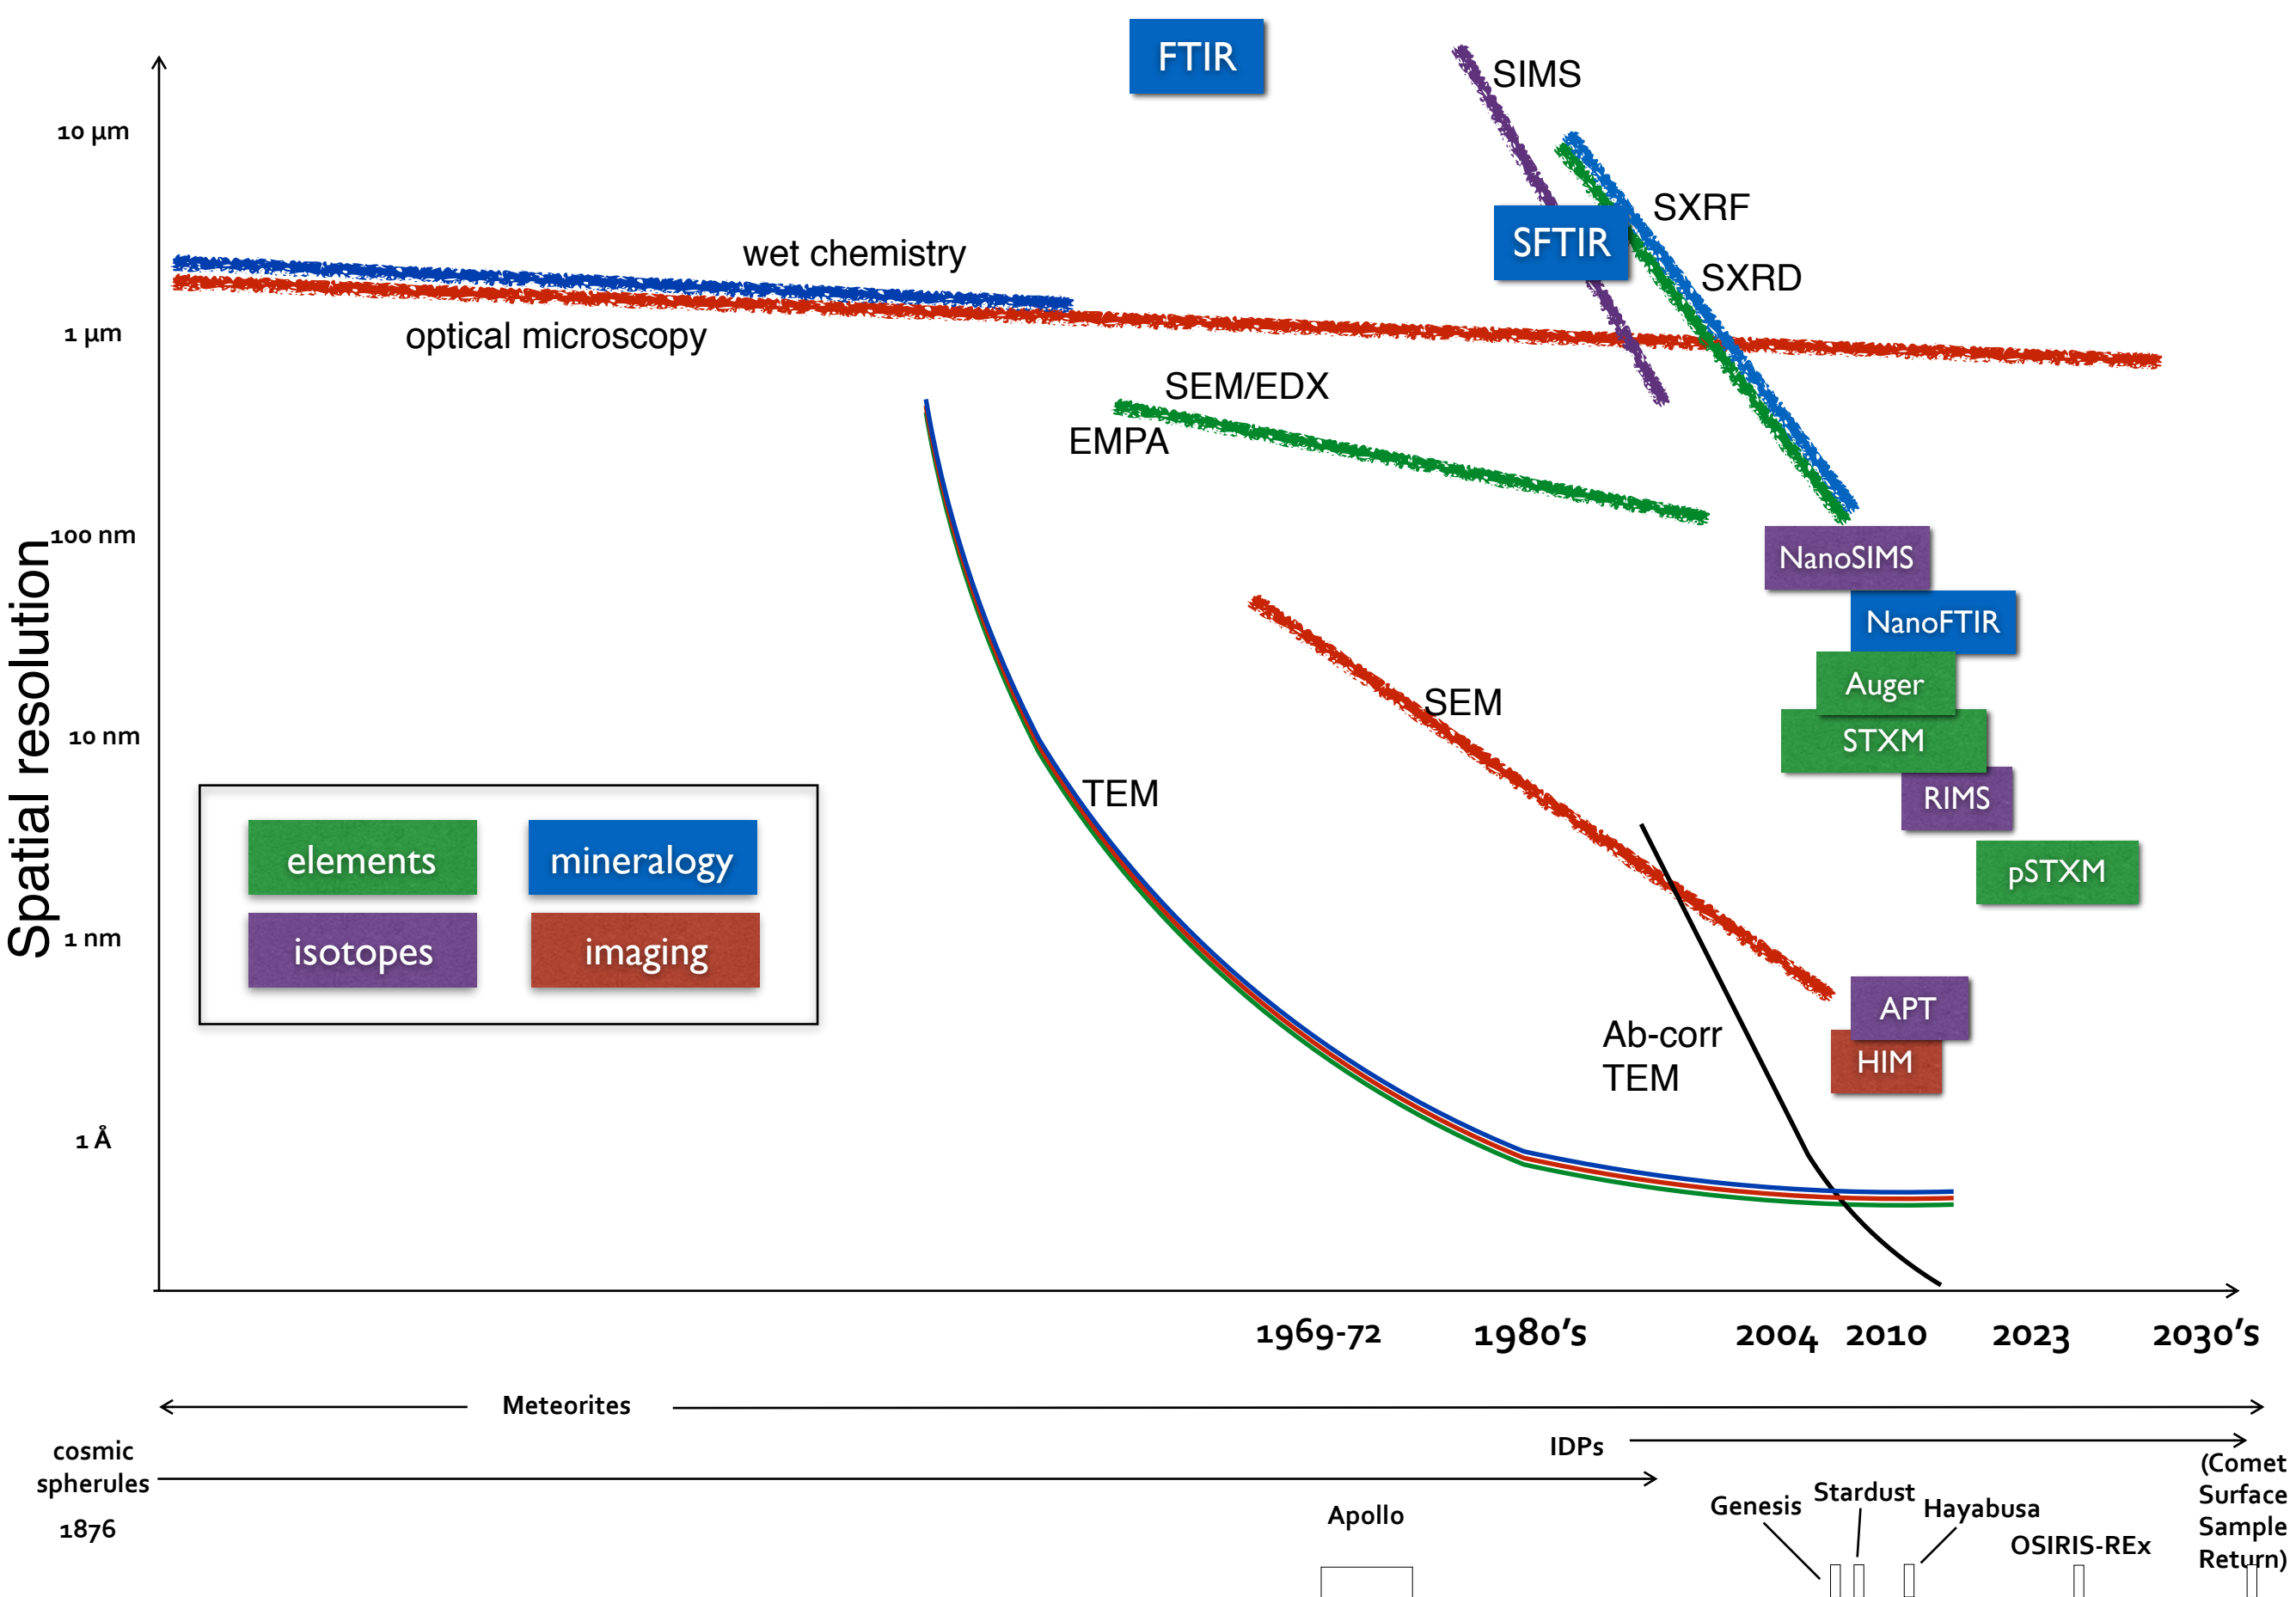 FTIR
SIMS
10 µm
SXRF
SFTIR
wet chemistry
SXRD
optical microscopy
1 µm
SEM/EDX
EMPA
100 nm
NanoSIMS
NanoFTIR
Spatial resolution
Auger
SEM
10 nm
STXM
TEM
RIMS
elements
mineralogy
pSTXM
1 nm
isotopes
imaging
APT
Ab-corr
TEM
HIM
1 Å
1969-72
1980's
2004
2010
2023
2030's
Meteorites
IDPs
cosmic
spherules
1876
Apollo
Genesis
Stardust
Hayabusa
OSIRIS-REx
(Comet
Surface
Sample
Return)